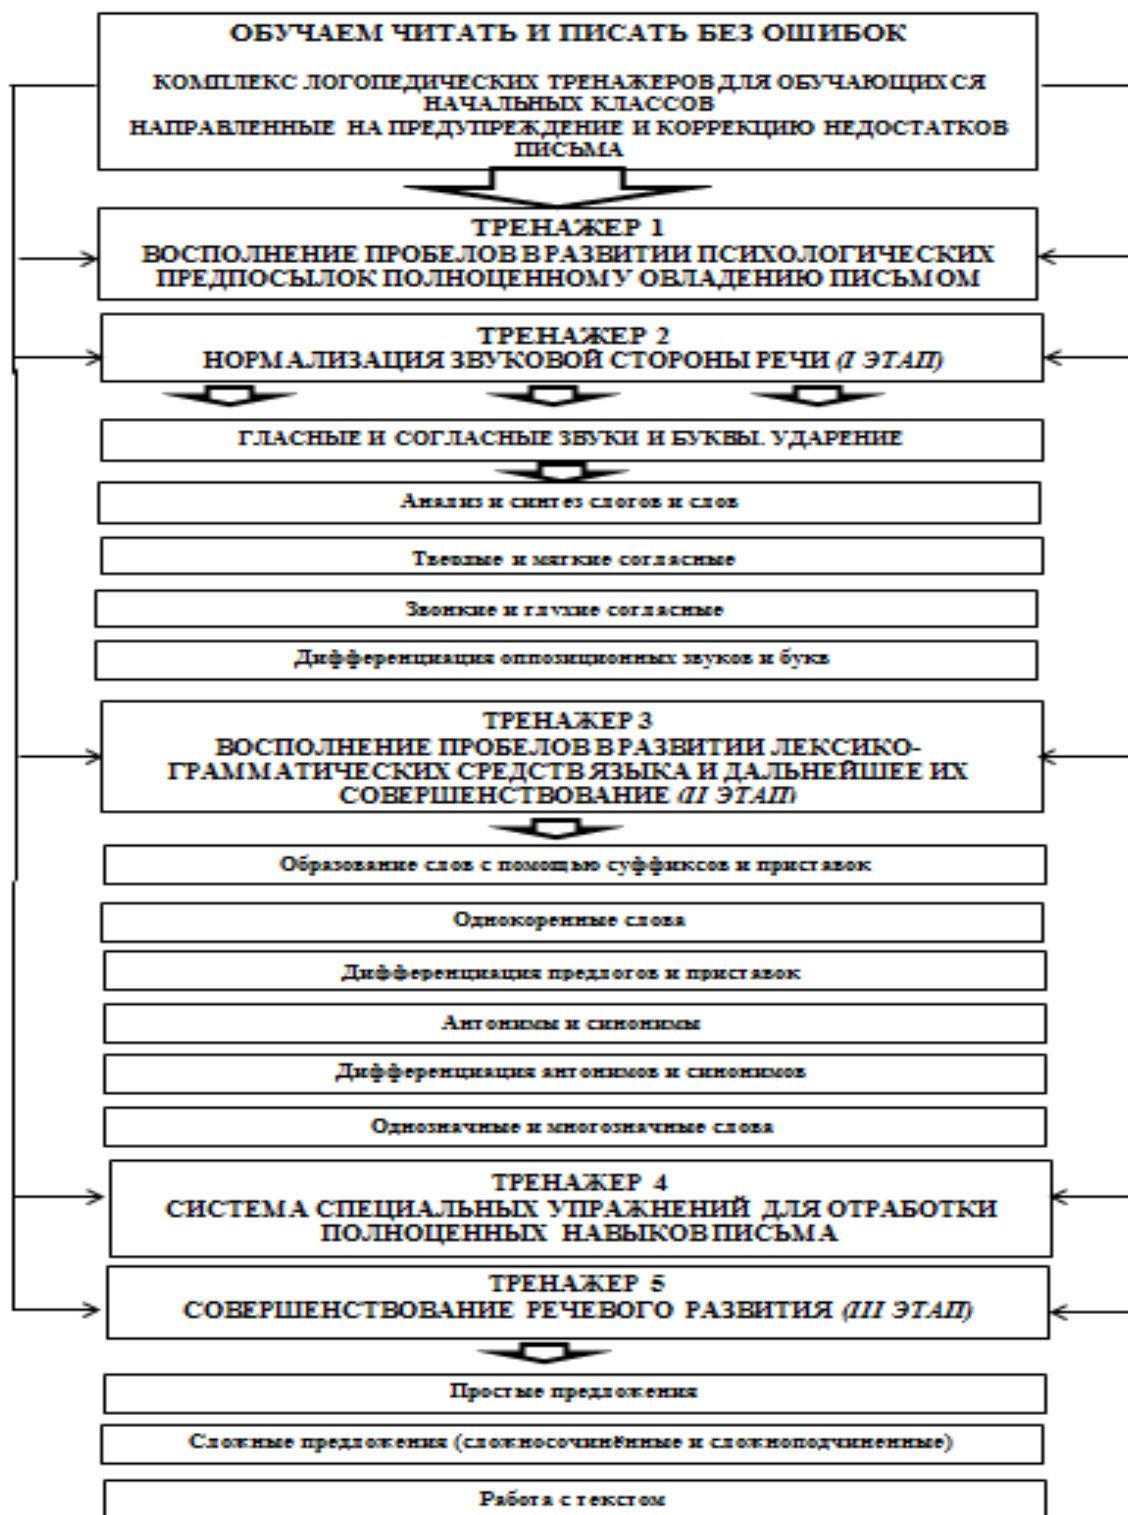 ОБУЧАЕМ ЧИТАТЬ И ПИСАТЬ БЕЗ ОШИБОК
КОМПЛЕКС ЛОГОПЕДИЧЕСКИХ ТРЕНАЖЕРОВ ДЛЯ ОБУЧАЮЩИХСЯ
НАЧАЛЬНЫХ КЛАССОВ
НАПРАВЛЕННЫЕ НА ПРЕДУПРЕЖДЕНИЕ И КОРРЕКЦИЮ НЕДОСТАТКОВ
ПИСЬМА
ТРЕНАЖЕР 1
ВОСПОЛНЕНИЕ ПРОБЕЛОВ В РАЗВИТИИ ПСИХОЛОГИЧЕСКИХ
ПРЕДПОСЫЛОК ПОЛНОЦЕННОМУ ОВЛАДЕНИЮ ПИСЬМОМ
ТРЕНАЖЕР 2
НОРМАЛИЗАЦИЯ ЗВУКОВОЙ СТОРОНЫ РЕЧИ (I ЭТАП)
ГЛАСНЫЕ И СОГЛАСНЫЕ ЗВУКИ И БУКВЫ. УДАРЕНИЕ
Анализ и синтез слогов и слов
Твердые и мягкие согласные
Звонкие и глухие согласные
Дифференциация оппозиционных звуков и букв
ТРЕНАЖЕР 3
ВОСПОЛНЕНИЕ ПРОБЕЛОВ В РАЗВИТИИ ЛЕКСИКО-
ГРАММАТИЧЕСКИХ СРЕДСТВ ЯЗЫКА И ДАЛЬНЕЙШЕЕ ИХ
СОВЕРШЕНСТВОВАНИЕ (II ЭТАП)
Образование слов с помощью суффиксов и приставок
Однокоренные слова
Дифференциация предлогов и приставок
Антонимы и синонимы
Дифференциация антонимов и синонимов
Однозначные и многозначные слова
ТРЕНАЖЕР 4
СИСТЕМА СПЕЦИАЛЬНЫХ УПРАЖНЕНИЙ ДЛЯ ОТРАБОТКИ
ПОЛНОЦЕННЫХ НАВЫКОВ ПИСЬМА
ТРЕНАЖЕР 5
СОВЕРШЕНСТВОВАНИЕ РЕЧЕВОГО РАЗВИТИЯ (III ЭТАП)
Простые предложения
Сложные предложения (сложносочинённые и сложноподчиненные)
Работа с текстом